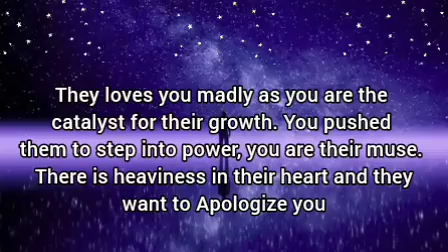 They loves you madly as you are the
catalyst for their growth. You pushed
them to step into power, you are their muse.
There is heaviness in their heart and they
want to Apologize you